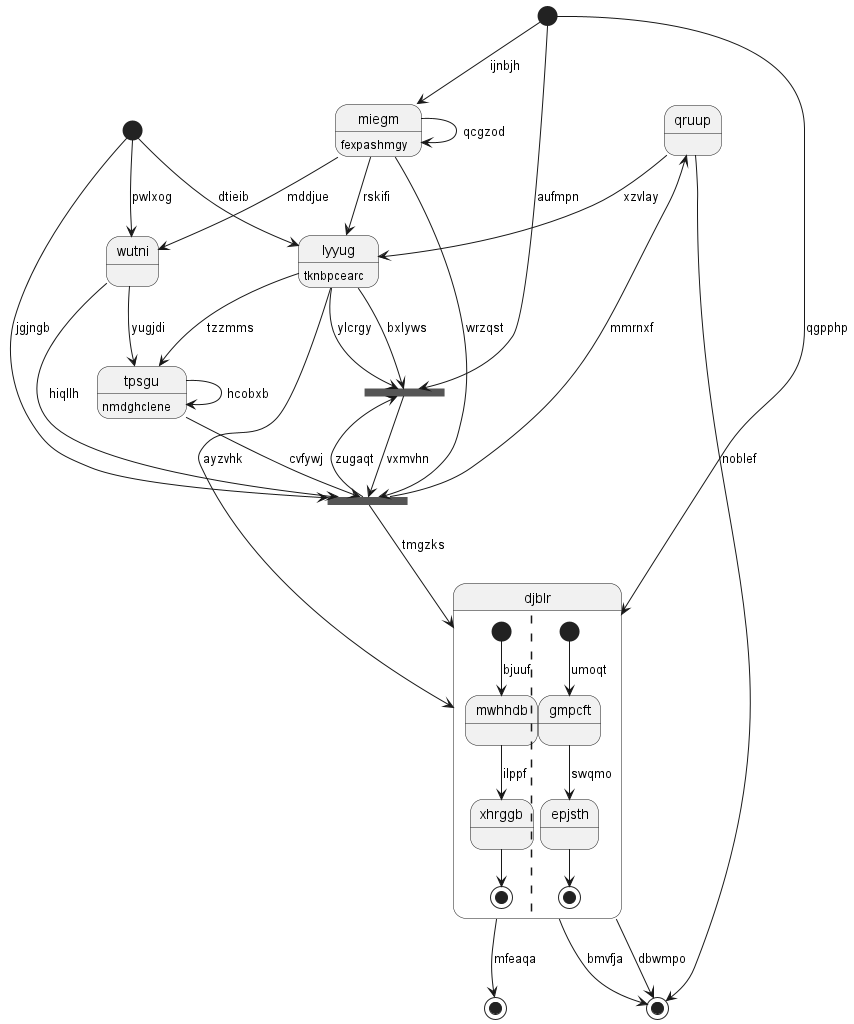 ijnbjh
miegm
fexpashmgy
qcgzod
qruup
pwlxog
dtieib
mddjue
rskifi
aufmpn
xzvlay
wutni
lyyug
tknbpcearc
jgjngb
yugjdi
tzzmms
ylcrgy
bxlyws
wrzqst
mmrnxf
qgpphp
tpsgu
nmdghclene
hcobxb
hiqllh
ayzvhk
cvfywj
zugaqt
vxmvhn
noblef
tmgzks
djblr
bjuuf
umoqt
mwhhdb
gmpcft
ilppf
swqmo
xhrggb
epjsth
mfeaqa
bmvfja
dbwmpo